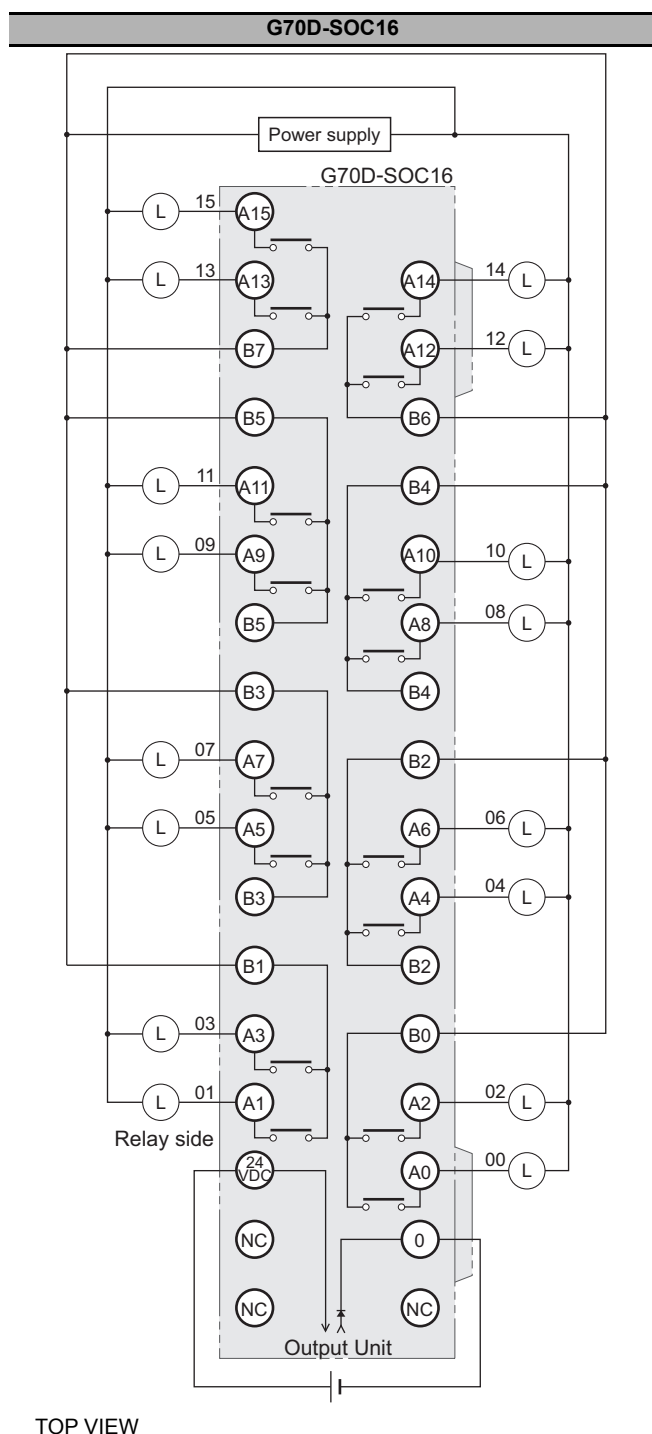 G70D-SOC16
Power supply
G70D-SOC16
L 15 A15
L 13 A13 A14 14 L
B7 A12 12 L
B5 B6
L 11 A11 B4
L 09 A9 A10 10 L
B5 A8 08 L
B3 B4
L 07 A7 B2
L 05 A5 A6 06 L
B3 A4 04 L
B1 B2
L 03 A3 B0
L 01 A1 A2 02 L
Relay side
24 VDC A0 00 L
NC 0
NC NC
Output Unit
TOP VIEW